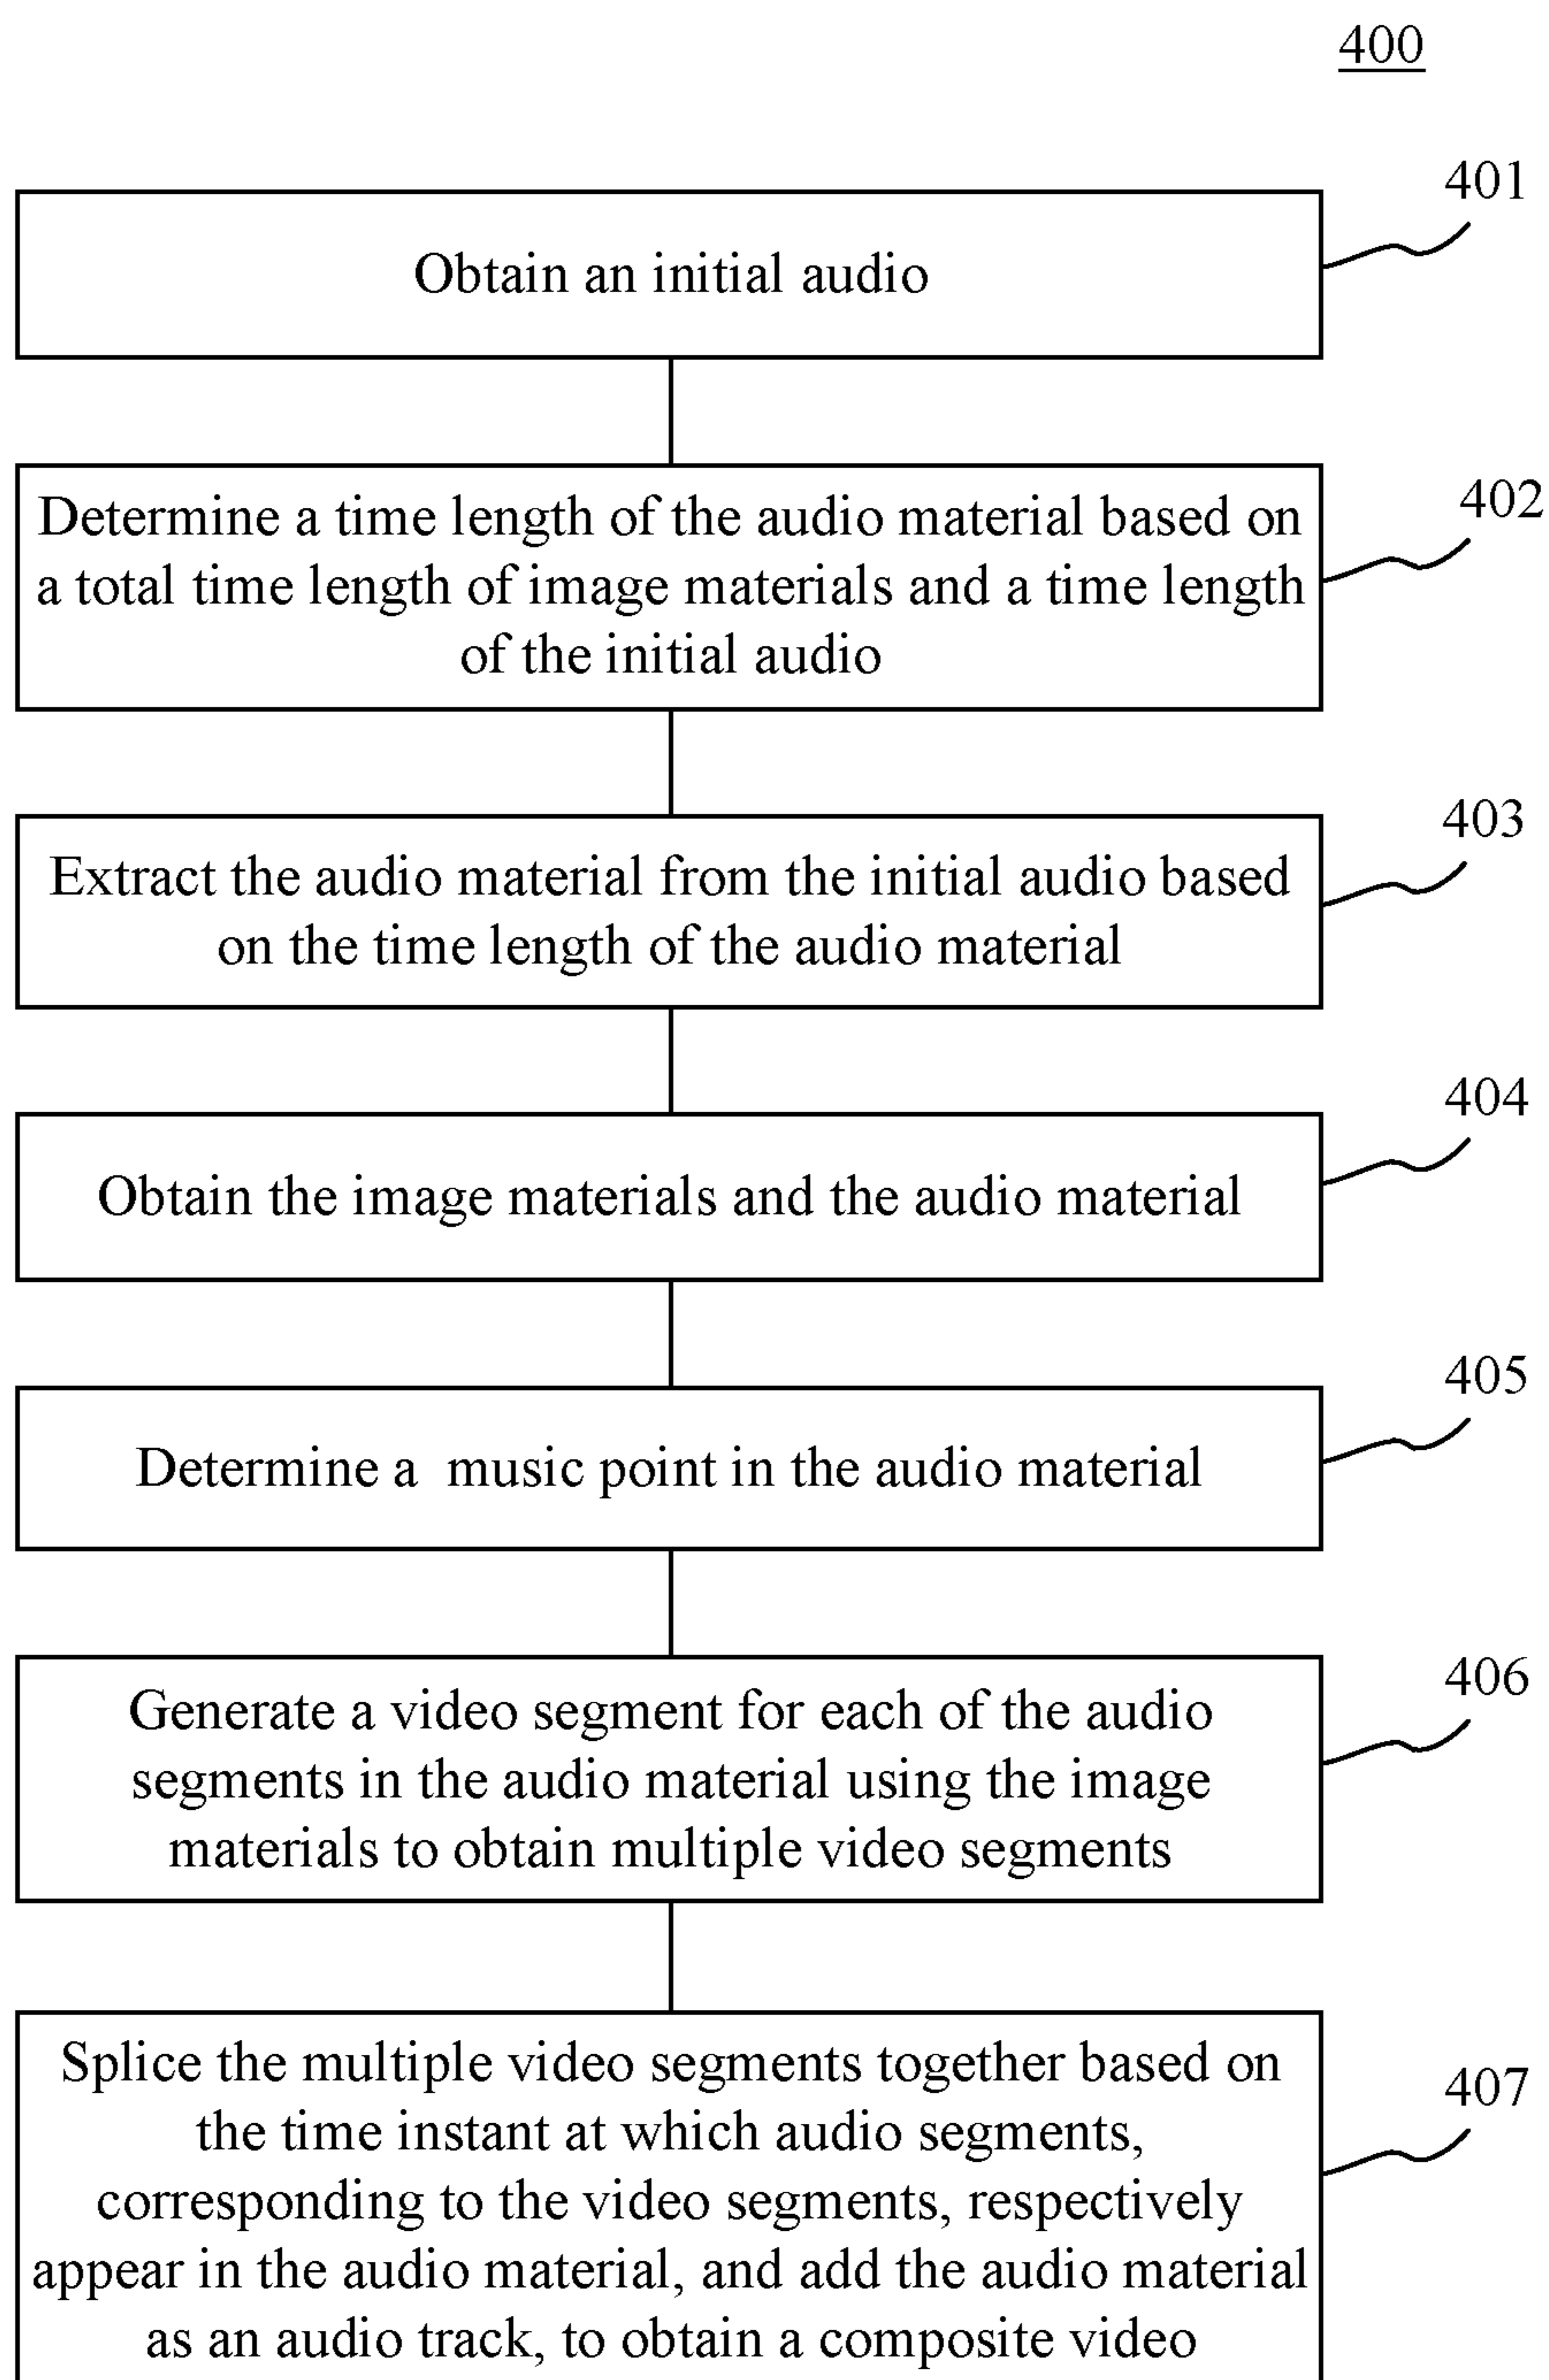 400
401
Obtain an initial audio
402
Determine a time length of the audio material based on
a total time length of image materials and a time length
of the initial audio
403
Extract the audio material from the initial audio based
on the time length of the audio material
404
Obtain the image materials and the audio material
405
Determine a  music point in the audio material
406
Generate a video segment for each of the audio
segments in the audio material using the image
materials to obtain multiple video segments
407
Splice the multiple video segments together based on
the time instant at which audio segments,
corresponding to the video segments, respectively
appear in the audio material, and add the audio material
as an audio track, to obtain a composite video